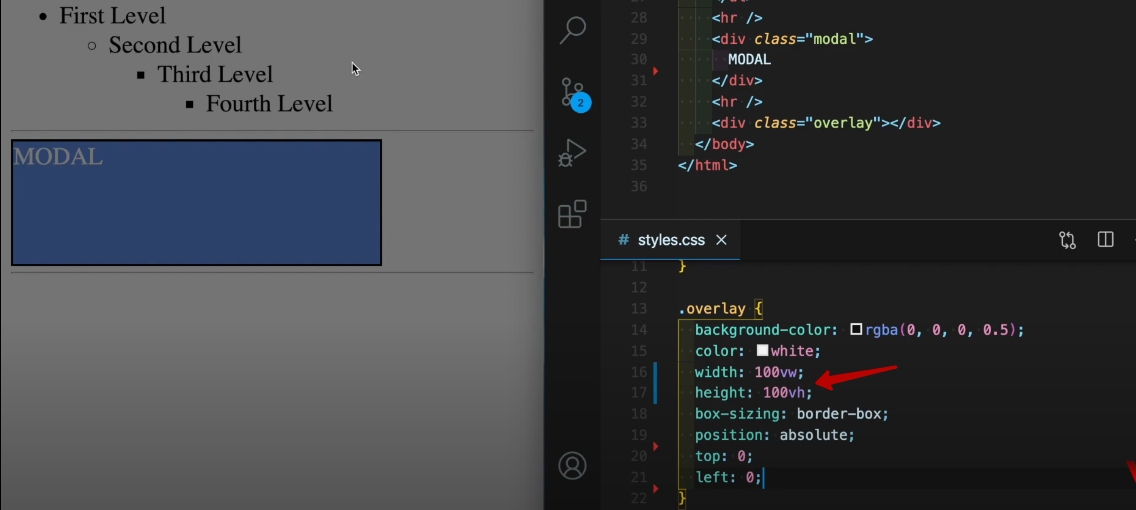 First Level
Second Level
Third Level
Fourth Level
MODAL
28 <hr />
29 <div class="modal">
30 MODAL
31 </div>
32 <hr />
33 <div class="overlay"></div>
34 </body>
35 </html>
36
2
# styles.css ×
11 }
12
13 .overlay {
14 background-color: rgba(0, 0, 0, 0.5);
15 color: white;
16 width: 100vw;
17 height: 100vh;
18 box-sizing: border-box;
19 position: absolute;
20 top: 0;
21 left: 0;
22 }